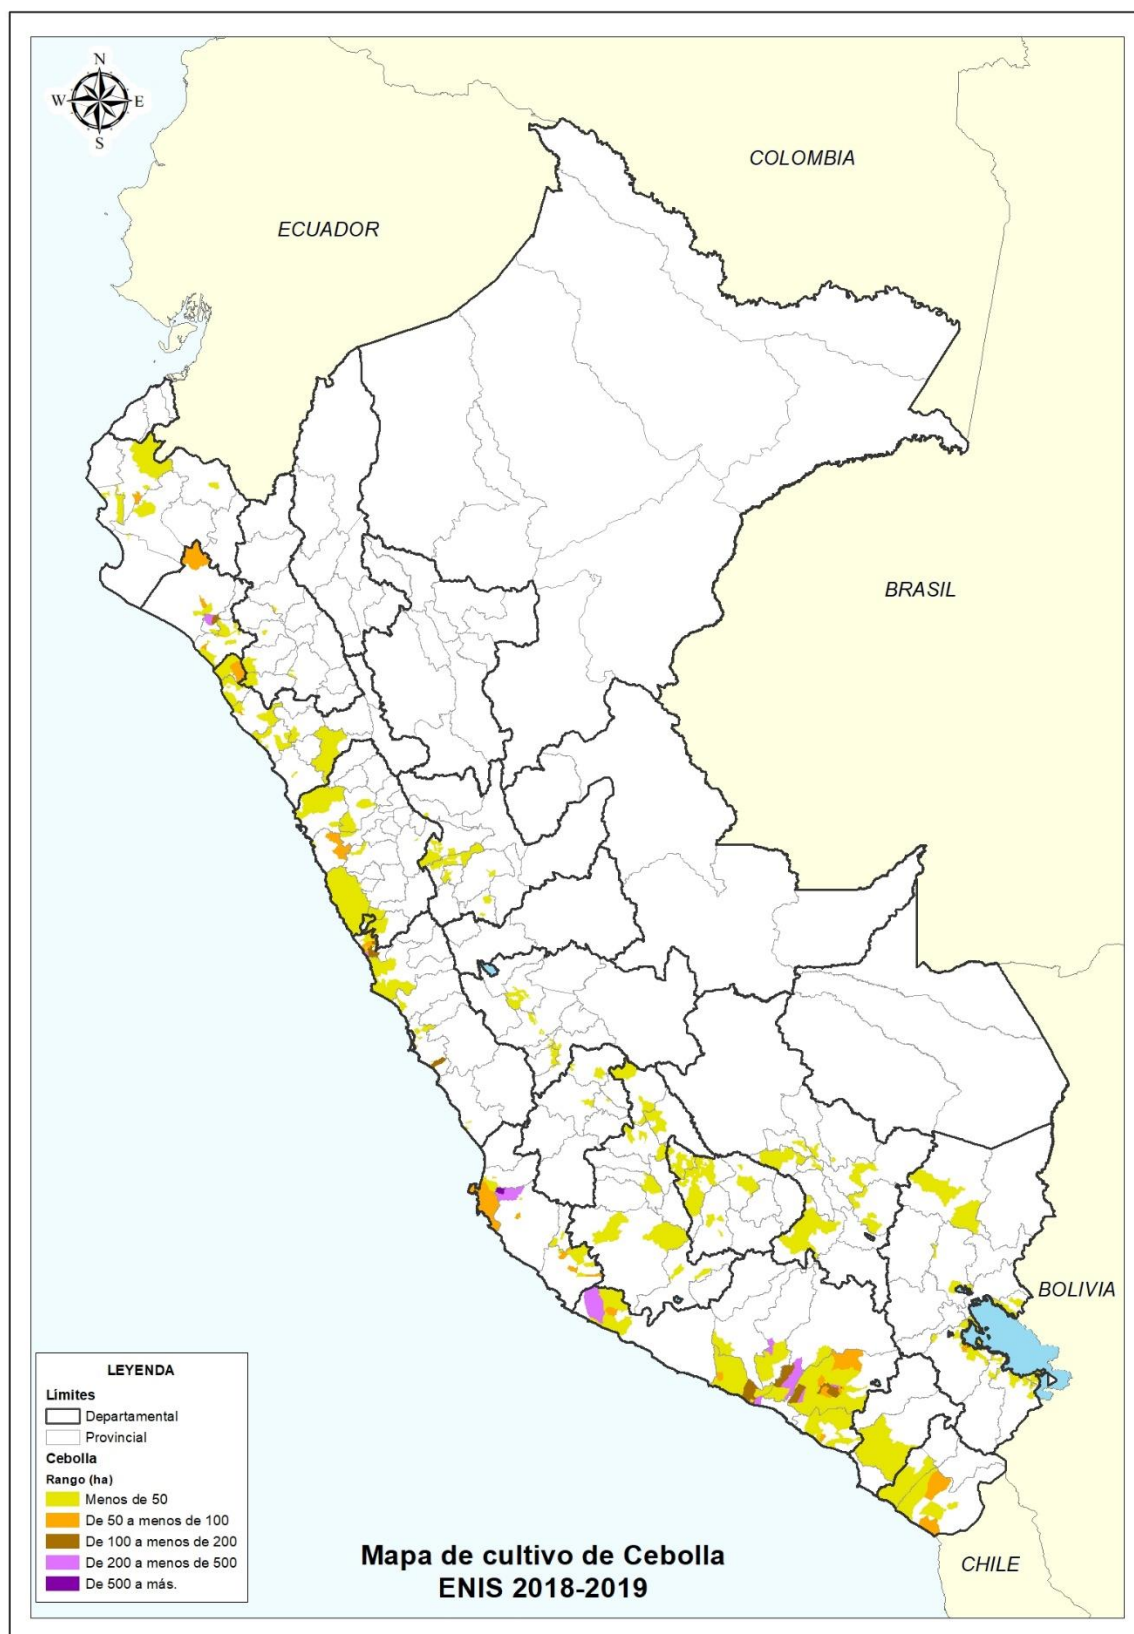 N
W
E
S
COLOMBIA
ECUADOR
BRASIL
BOLIVIA
LEYENDA
Límites
Departamental
Provincial
Cebolla
Rango (ha)
Menos de 50
De 50 a menos de 100
De 100 a menos de 200
De 200 a menos de 500
De 500 a más.
Mapa de cultivo de Cebolla
ENIS 2018-2019
CHILE